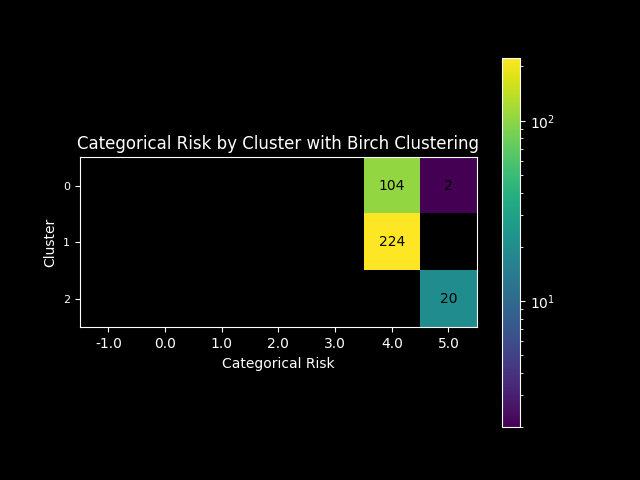 Categorical Risk by Cluster with Birch Clustering
10²
0
104
2
Cluster
1
224
10¹
2
20
-1.0 0.0 1.0 2.0 3.0 4.0 5.0
Categorical Risk